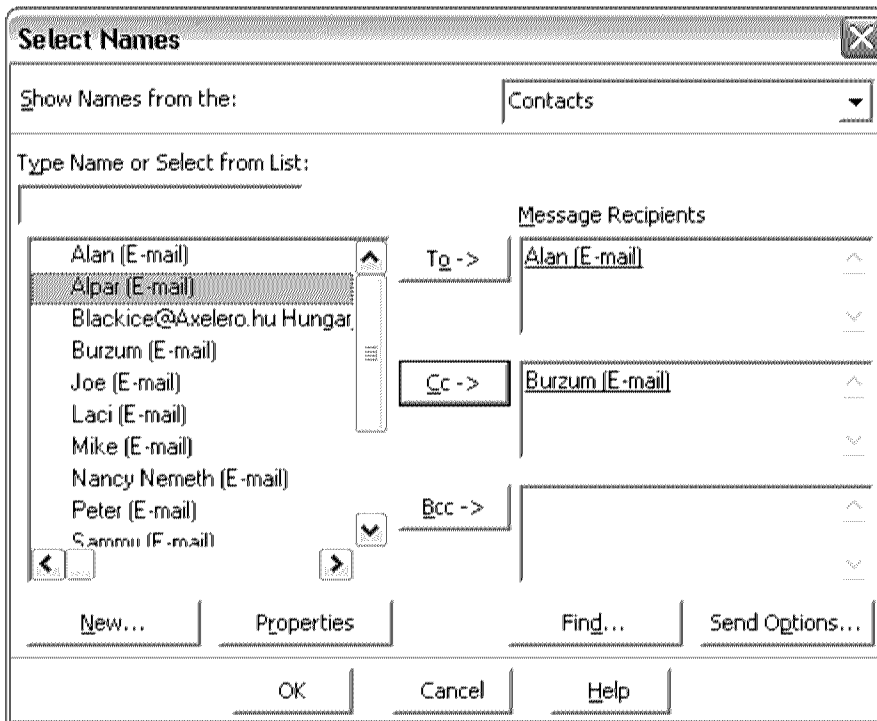 Select Names
Show Names from the:
Contacts
Type Name or Select from List:
Message Recipients
Alan (E-mail)
Alpar (E-mail)
Blackice@Axelero.hu Hungar
Burzum (E-mail)
Joe (E-mail)
Laci (E-mail)
Mike (E-mail)
Nancy Nemeth (E-mail)
Peter (E-mail)
Sammy (E-mail)
To ->
Alan (E-mail)
Cc ->
Burzum (E-mail)
Bcc ->
New...
Properties
Find...
Send Options...
OK
Cancel
Help